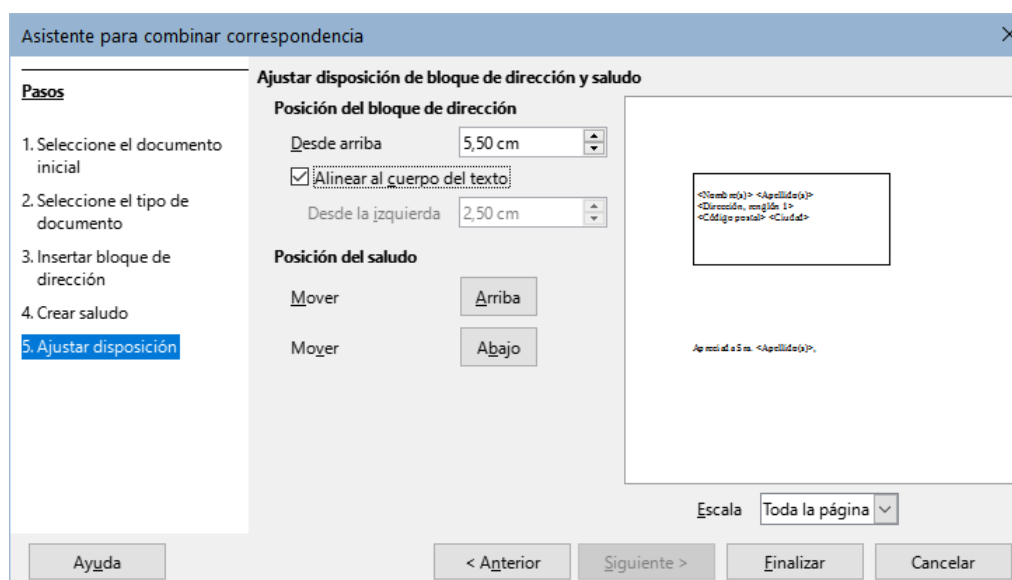 Asistente para combinar correspondencia
Pasos
1. Seleccione el documento
inicial
2. Seleccione el tipo de
documento
3. Insertar bloque de
dirección
4. Crear saludo
5. Ajustar disposición
Ajustar disposición de bloque de dirección y saludo
Posición del bloque de dirección
Desde arriba 5,50 cm
Alinear al cuerpo del texto
Desde la izquierda 2,50 cm
Posición del saludo
Mover Arriba
Mover Abajo
<Nombre(s)> <Apellido(s)>
<Dirección, renglón 1>
<Código postal> <Ciudad>
Apreciada Sra. <Apellido(s)>,
Escala Toda la página
Ayuda < Anterior Siguiente > Finalizar Cancelar